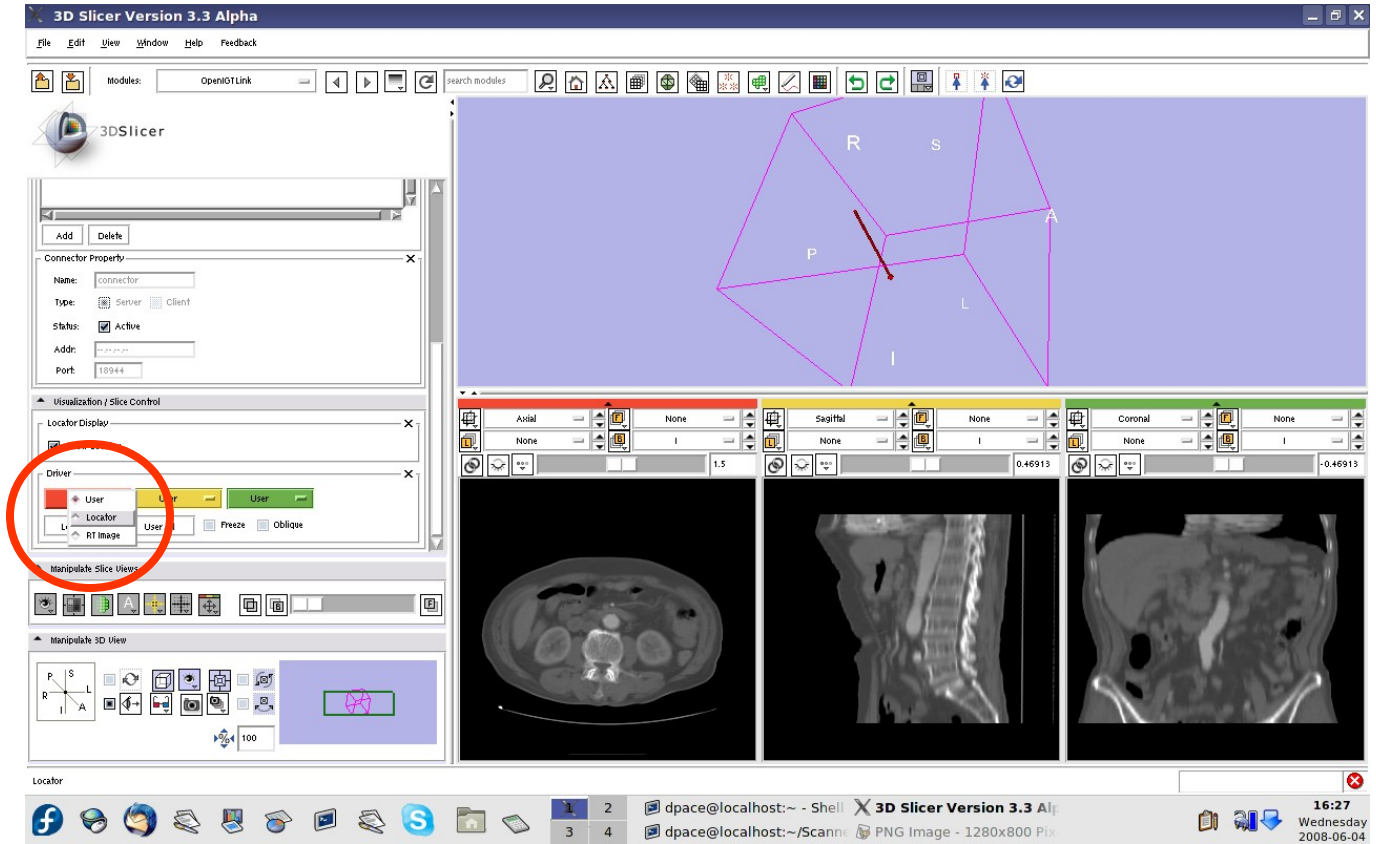 3D Slicer Version 3.3 Alpha
File Edit View Window Help Feedback
Modules: OpenIGTLink search modules
3DSlicer
Add Delete
Connector Property
Name: connector
Type: Server Client
Status: Active
Addr: --.--.--.--
Port: 18944
Visualization / Slice Control
Locator Display
Driver
User User
User
Locator
RT Image
Freeze Oblique
Manipulate Slice Views
Manipulate 3D View
P S
R L
I A
100
R S
A
P
L
I
Axial None
None I
1.5
Sagittal None
None I
0.46913
Coronal None
None I
-0.46913
Locator
1 2
3 4
dpace@localhost:~ - Shell
dpace@localhost:~/Scanne
3D Slicer Version 3.3 Alp
PNG Image - 1280x800 Pix
16:27
Wednesday
2008-06-04